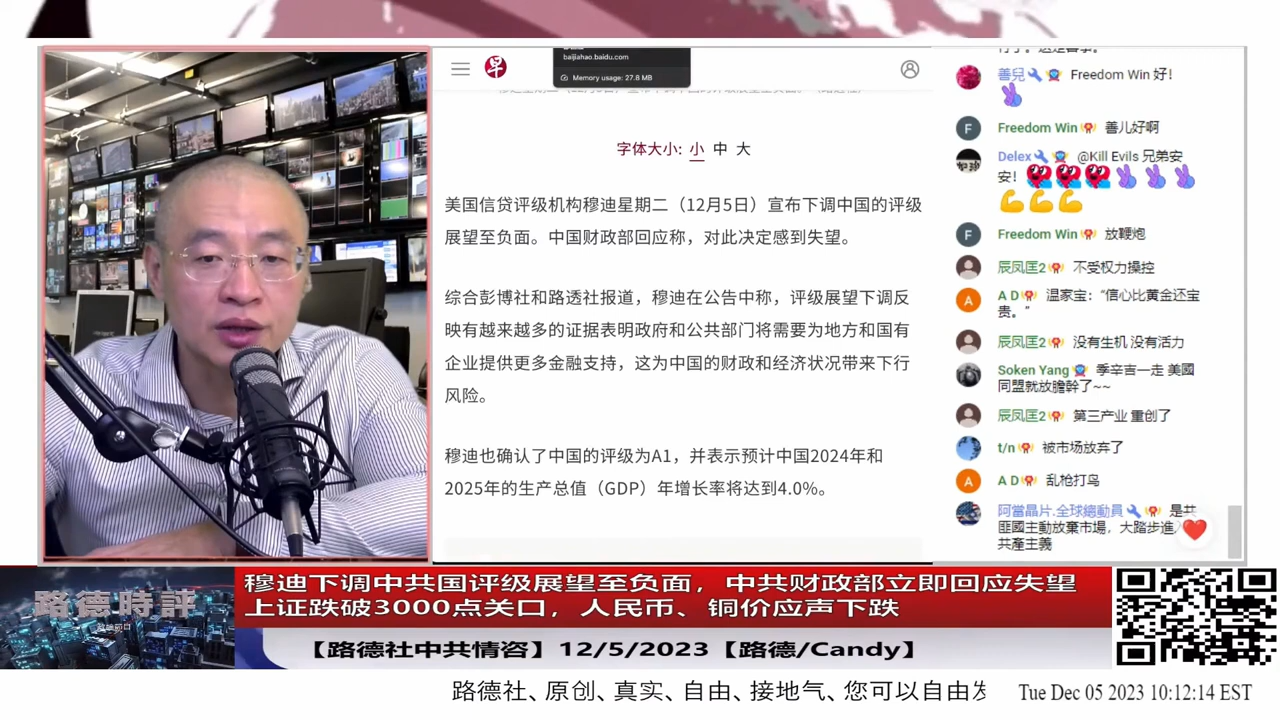 baijiahao.baidu.com
Memory usage: 27.8 MB
早
字体大小: 小 中 大
美国信贷评级机构穆迪星期二（12月5日）宣布下调中国的评级
展望至负面。中国财政部回应称，对此决定感到失望。
综合彭博社和路透社报道，穆迪在公告中称，评级展望下调反
映有越来越多的证据表明政府和公共部门将需要为地方和国有
企业提供更多金融支持，这为中国的财政和经济状况带来下行
风险。
穆迪也确认了中国的评级为A1，并表示预计中国2024年和
2025年的生产总值（GDP）年增长率将达到4.0%。
善兒 Freedom Win 好！
F Freedom Win 善儿好啊
Delex @Kill Evils 兄弟安
安！
F Freedom Win 放鞭炮
辰凤匡2 不受权力操控
A A D 温家宝：“信心比黄金还宝
贵。”
辰凤匡2 没有生机 没有活力
Soken Yang 季辛吉一走 美國
同盟就放膽幹了~~
辰凤匡2 第三产业 重创了
t/n 被市场放弃了
A A D 乱枪打鸟
阿當晶片.全球總動員 是共
匪國主動放棄市場，大踏步進
共產主義
路德時評
穆迪下调中共国评级展望至负面，中共财政部立即回应失望
上证跌破3000点关口，人民币、铜价应声下跌
【路德社中共情咨】12/5/2023【路德/Candy】
路德社、原创、真实、自由、接地气、您可以自由发
Tue Dec 05 2023 10:12:14 EST